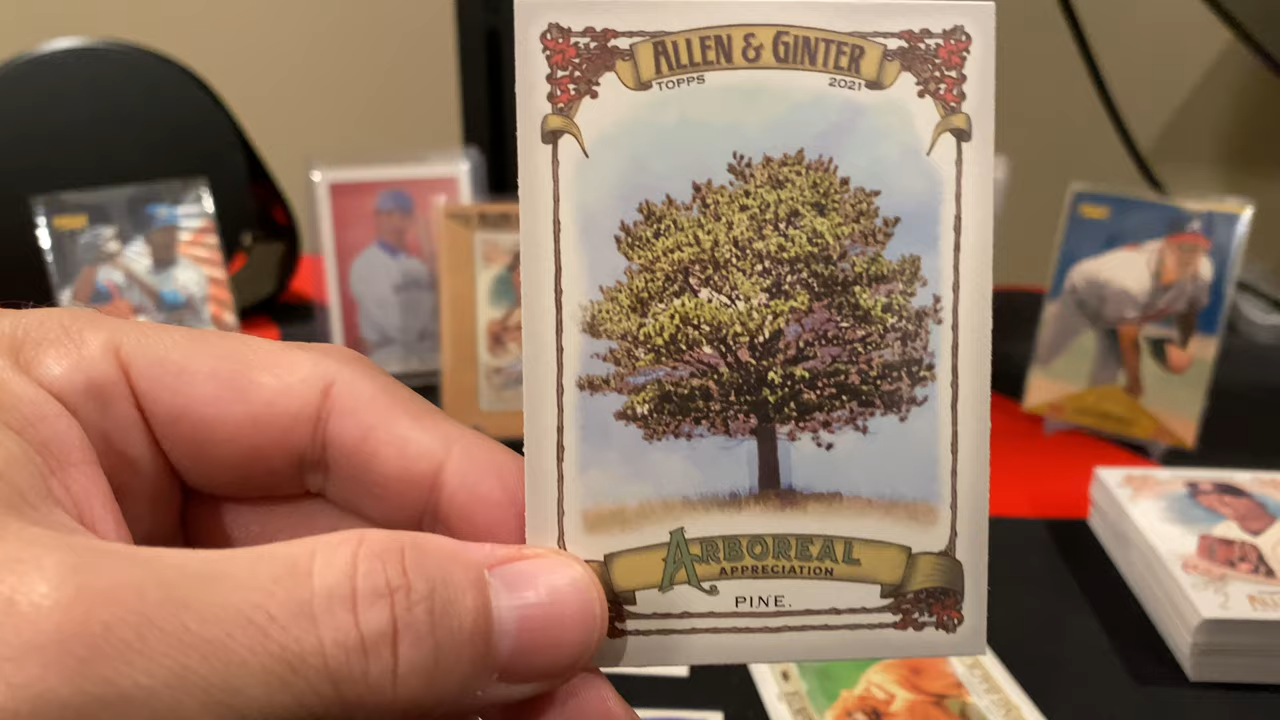 ALLEN & GINTER
TOPPS 2021
ARBOREAL
APPRECIATION
PINE.